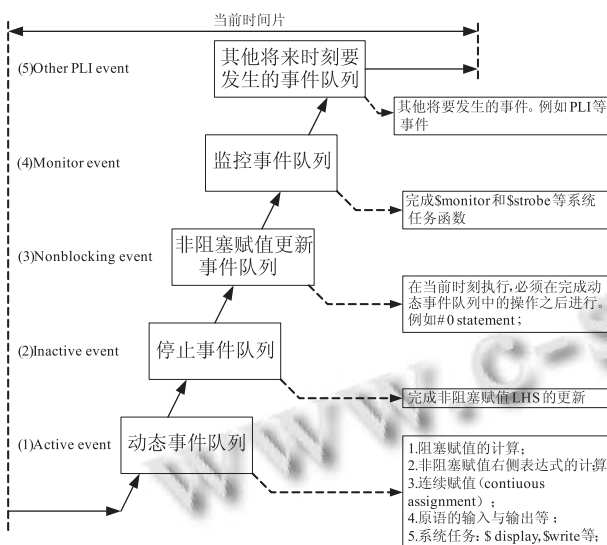 当前时间片
(5)Other PLI event
其他将来时刻要
发生的事件队列
其他将要发生的事件。例如PLI等
事件
(4)Monitor event
监控事件队列
完成$monitor和$strobe等系统
任务函数
(3)Nonblocking event
非阻塞赋值更新
事件队列
在当前时刻执行,必须在完成动
态事件队列中的操作之后进行。
例如#0 statement;
(2)Inactive event
停止事件队列
完成非阻塞赋值LHS的更新
(1)Active event
动态事件队列
1.阻塞赋值的计算;
2.非阻塞赋值右侧表达式的计算
3.连续赋值(contiuous
assignment);
4.原语的输入与输出等;
5.系统任务:$ display,$write等;
www.c-s